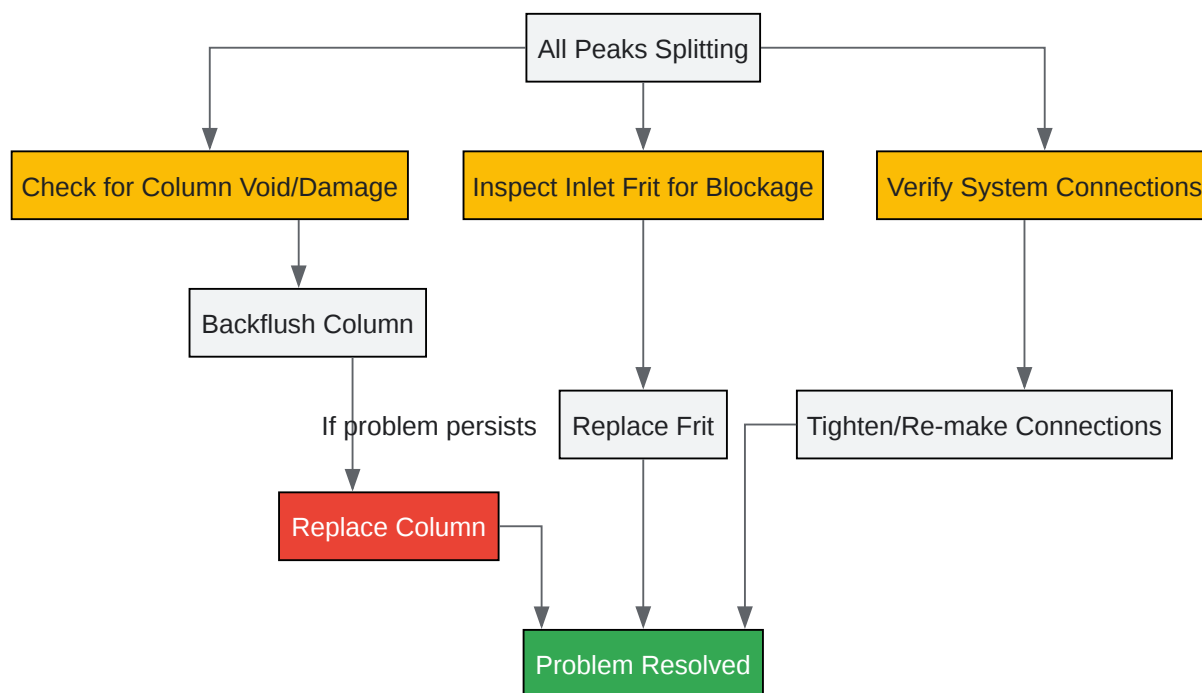 All Peaks Splitting
Check for Column Void/Damage
Inspect Inlet Frit for Blockage
Verify System Connections
Backflush Column
If problem persists
Replace Frit
Tighten/Re-make Connections
Replace Column
Problem Resolved